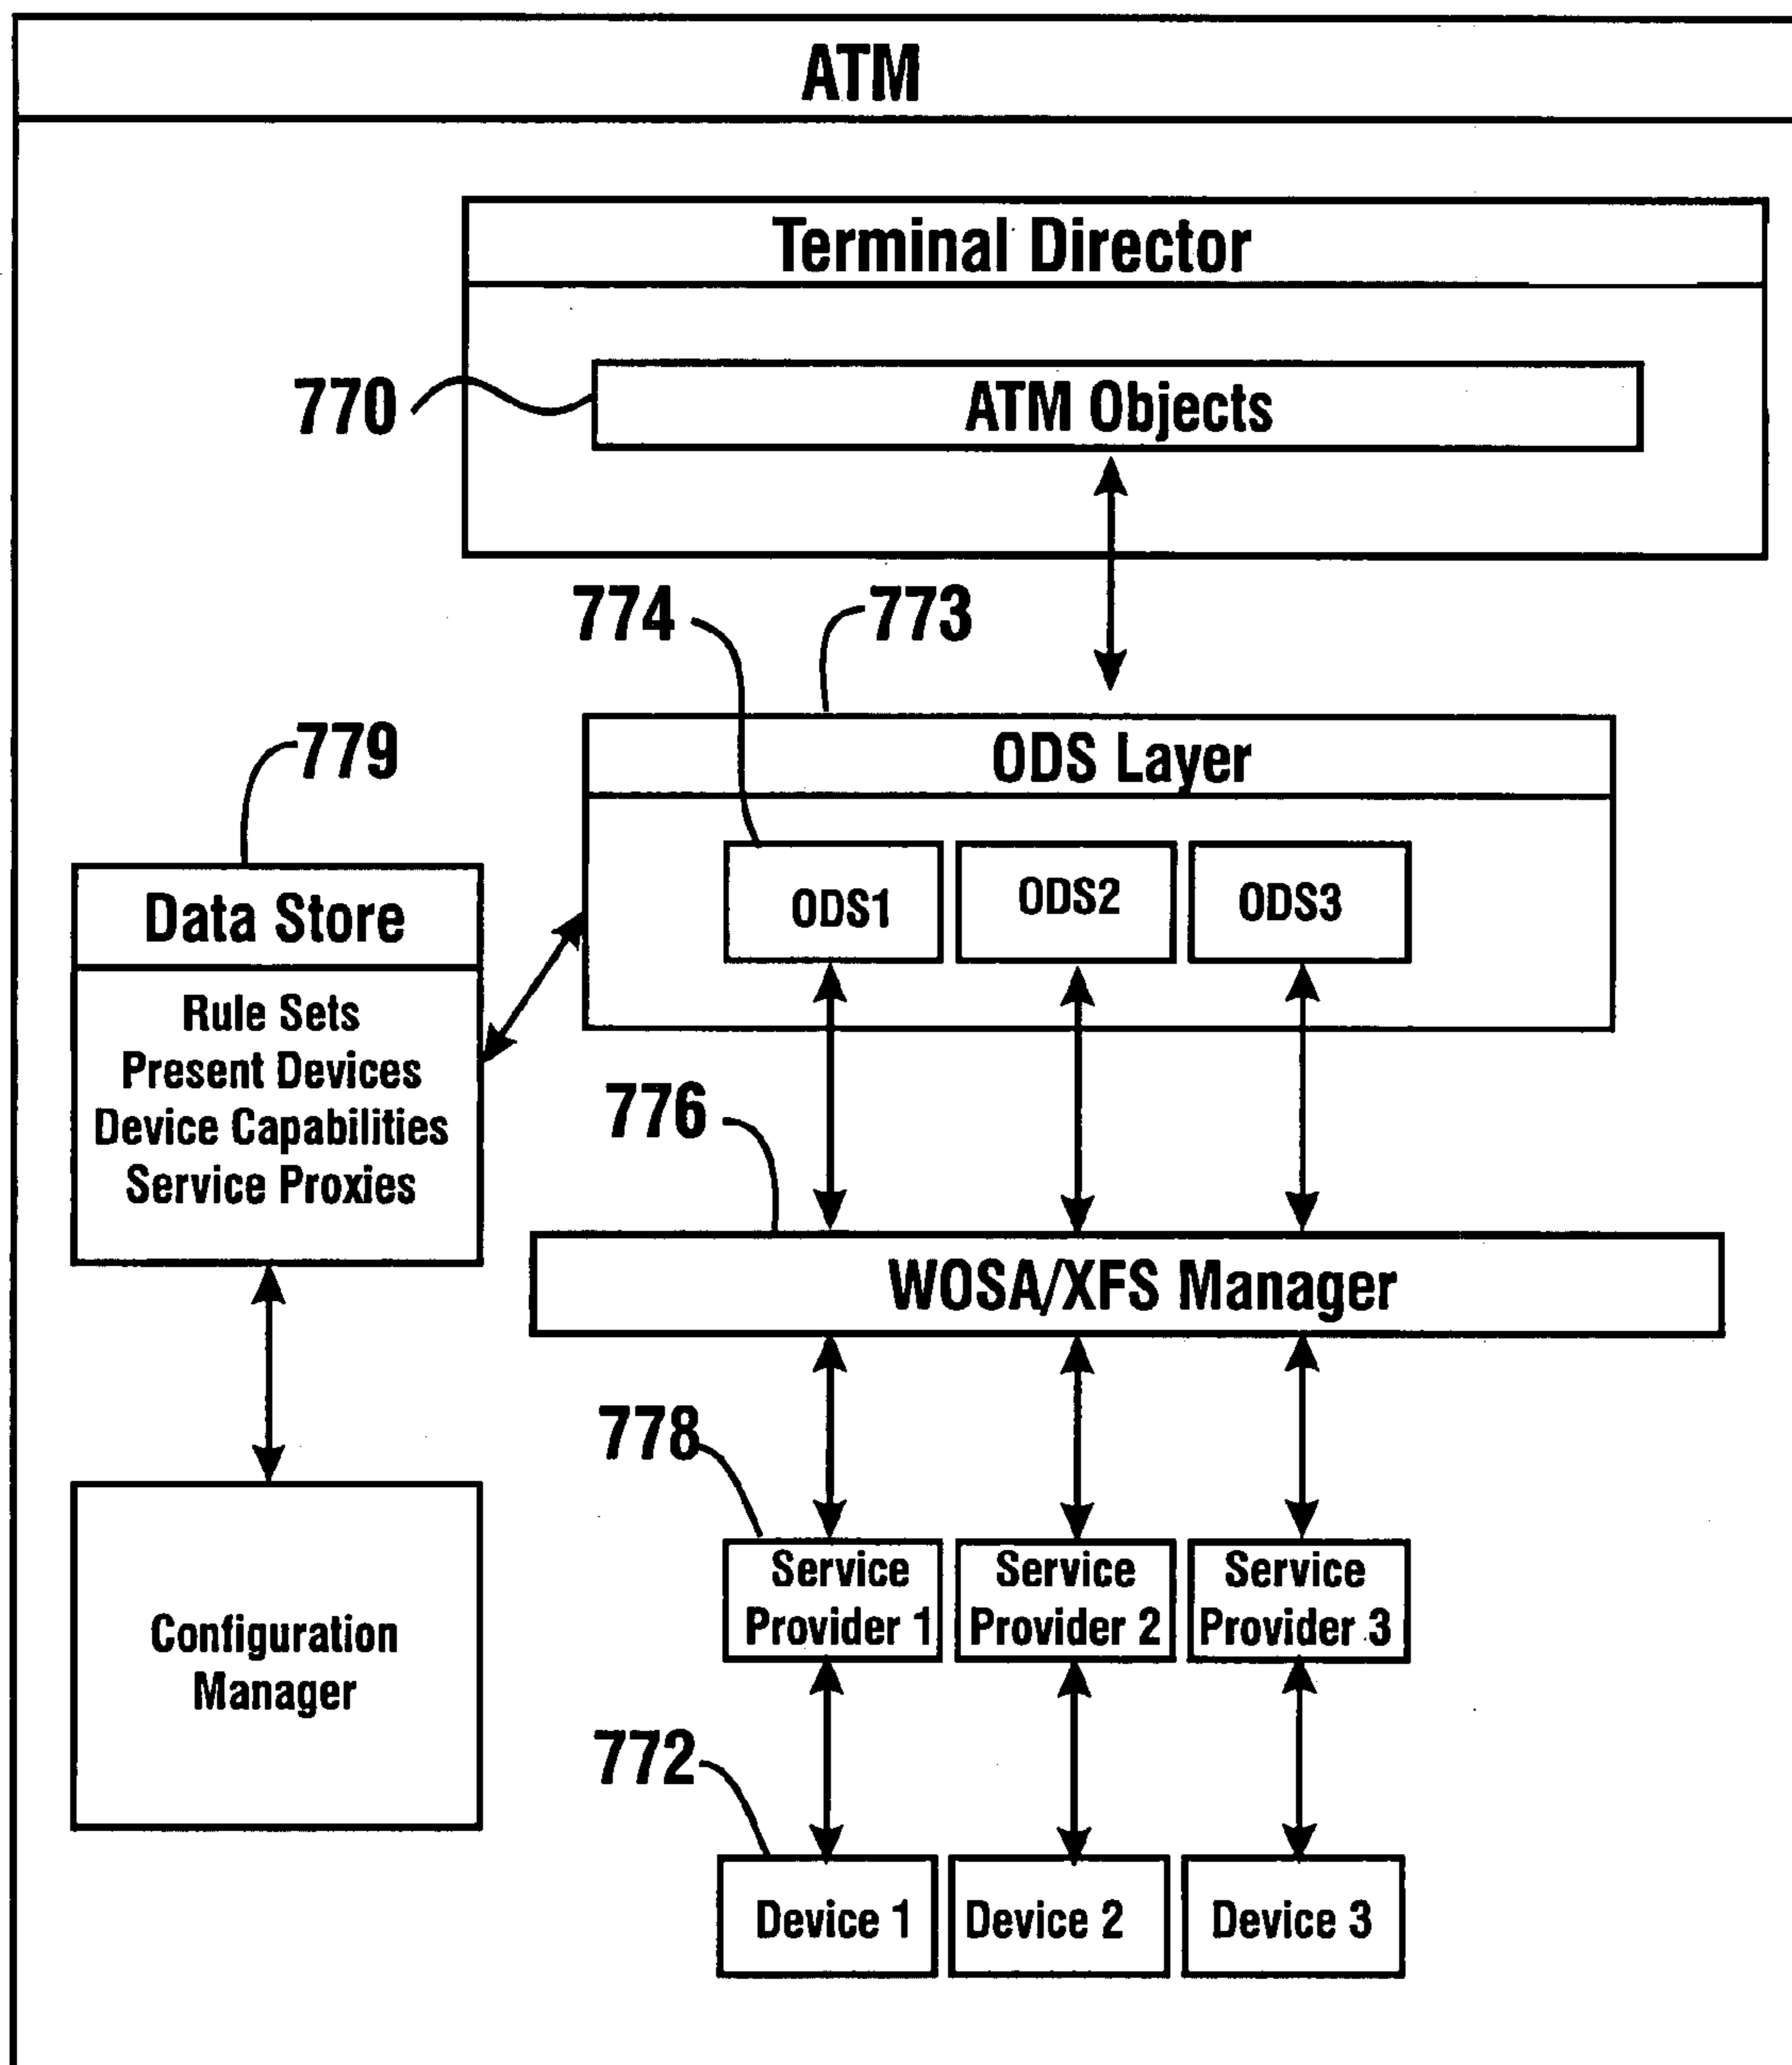 ATM
Terminal Director
770
ATM Objects
774
773
779
ODS Layer
Data Store
ODS1
ODS2
ODS3
Rule Sets
Present Devices
Device Capabilities
Service Proxies
776
WOSA/XFS Manager
778
Configuration
Manager
Service
Provider 1
Service
Provider 2
Service
Provider 3
772
Device 1
Device 2
Device 3